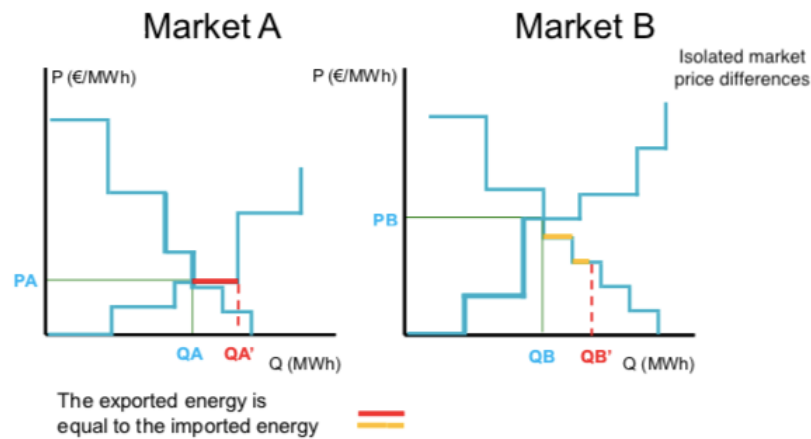 Market A
Market B
Isolated market
price differences
P (€/MWh)
P (€/MWh)
PA
PB
QA
QA’
Q (MWh)
QB
QB’
Q (MWh)
The exported energy is
equal to the imported energy